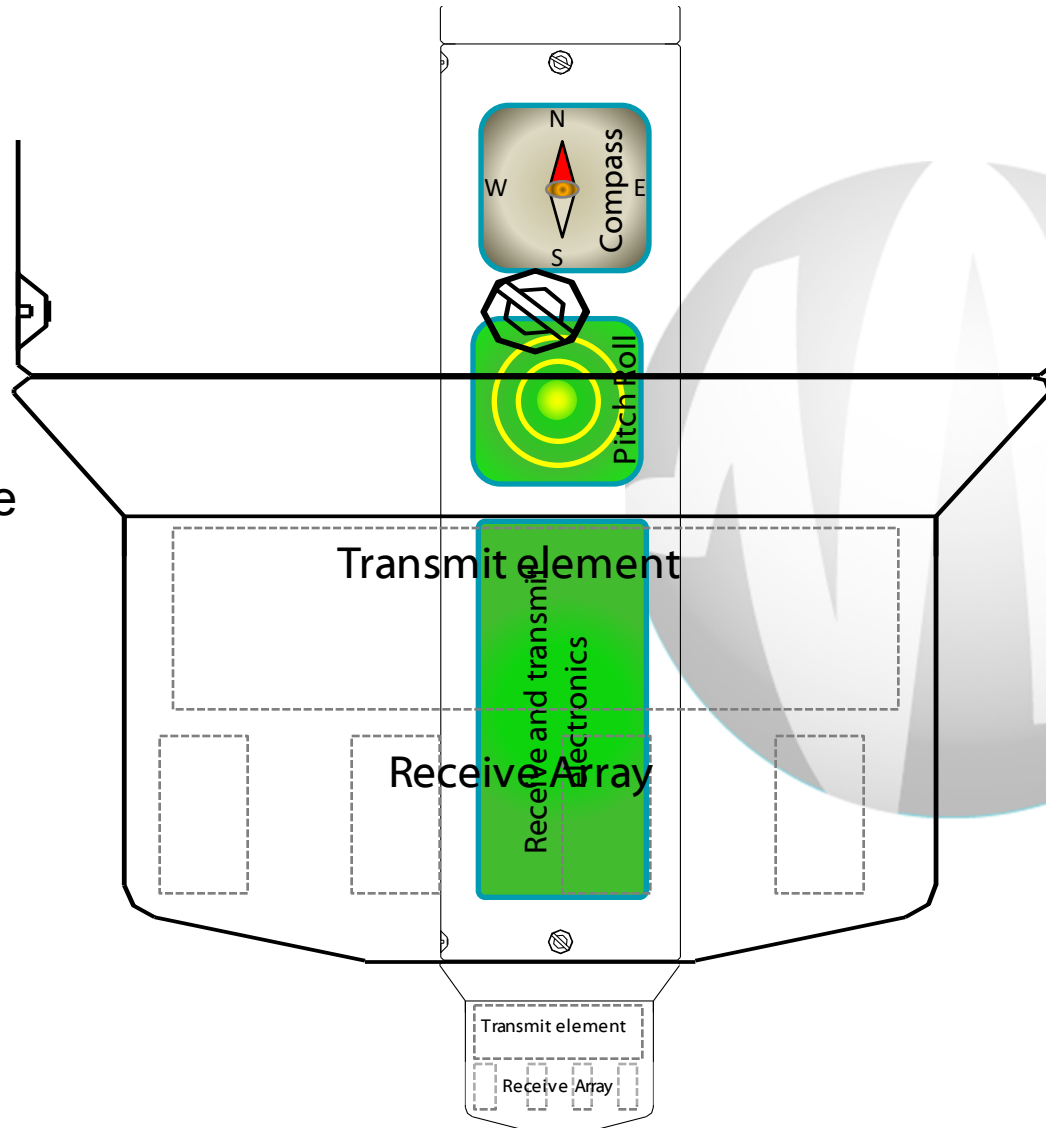 N
W
E
S
Compass
Pitch Roll
e
Transmit element
Receive and transmit
electronics
Receive Array
Transmit element
Receive Array